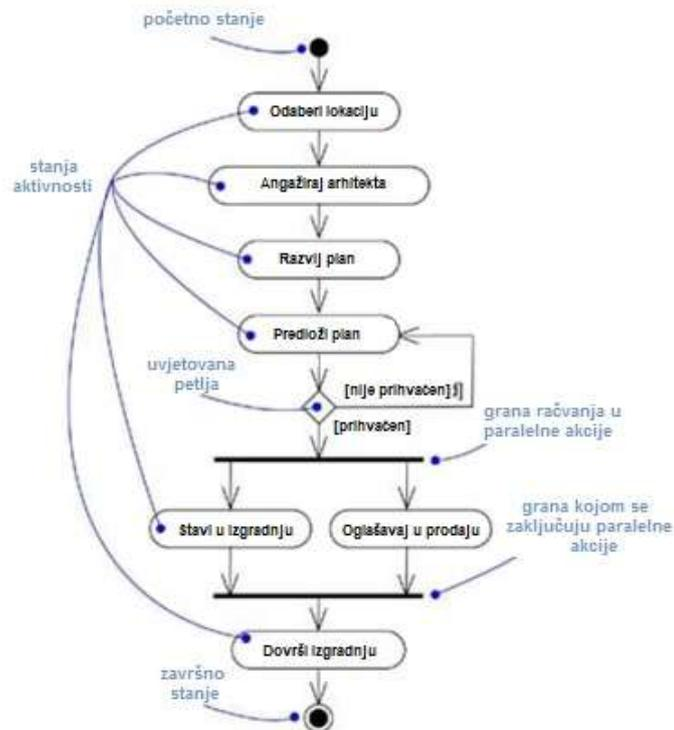 početno stanje
Odaberi lokaciju
stanja
aktivnosti
Angažiraj arhitekta
Razvij plan
Predloži plan
uvjetovana
petlja
[nije prihvaćen]
[prihvaćen]
grana račvanja u
paralelne akcije
Stavi u izgradnju
Oglašavaj u prodaju
grana kojom se
zaključuju paralelne
akcije
Dovrši izgradnju
završno
stanje